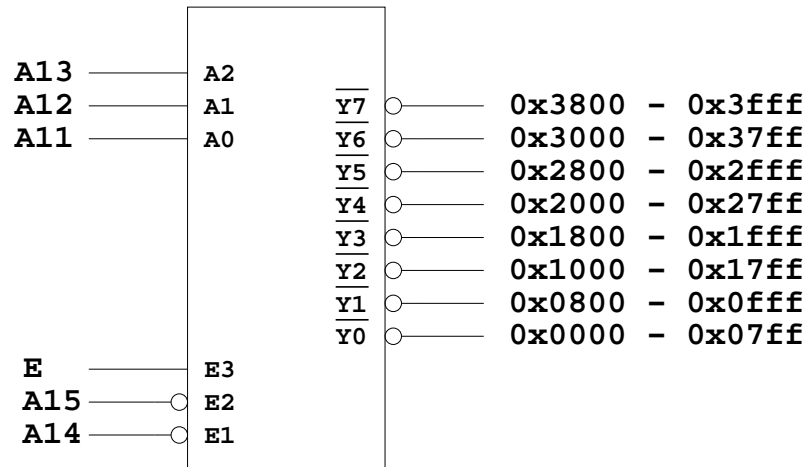 A13 A2
A12 A1 Y7 0x3800 - 0x3fff
A11 A0 Y6 0x3000 - 0x37ff
Y5 0x2800 - 0x2fff
Y4 0x2000 - 0x27ff
Y3 0x1800 - 0x1fff
Y2 0x1000 - 0x17ff
Y1 0x0800 - 0x0fff
Y0 0x0000 - 0x07ff
E E3
A15 E2
A14 E1